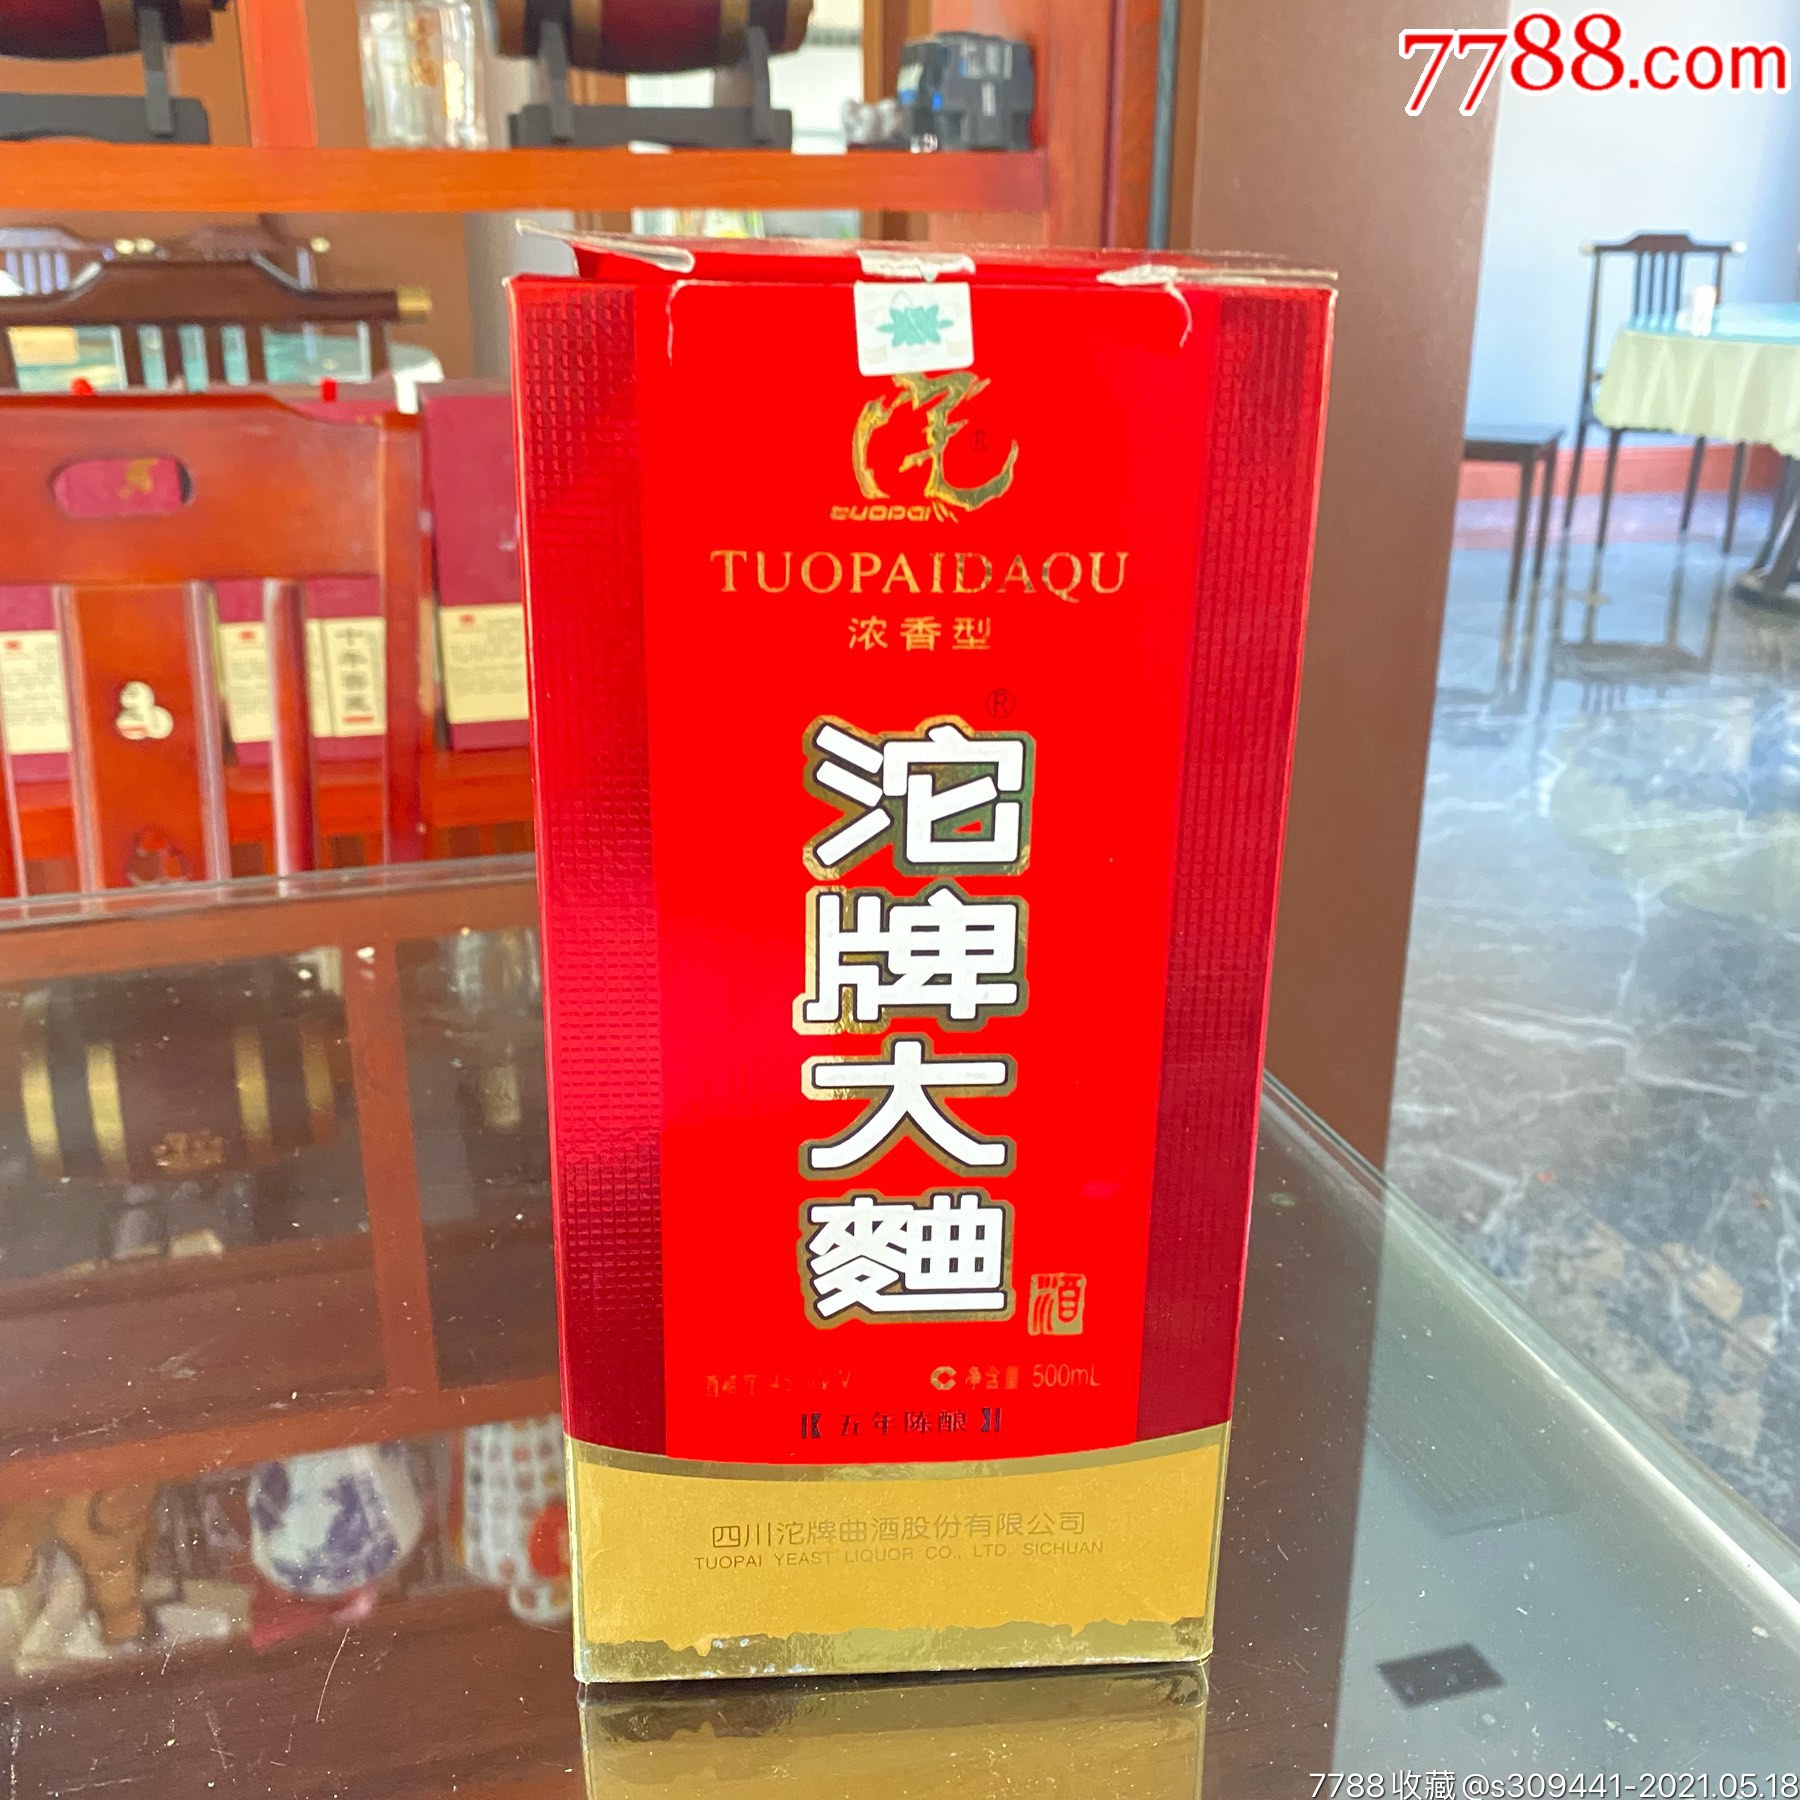 7788.com
沱
®
tuopai
TUOPAIDAQU
浓香型
®
沱牌大麯
酒
净含量 500mL
【五年陈酿】
四川沱牌曲酒股份有限公司
TUOPAI YEAST LIQUOR CO., LTD. SICHUAN
7788收藏@s309441-2021.05.18